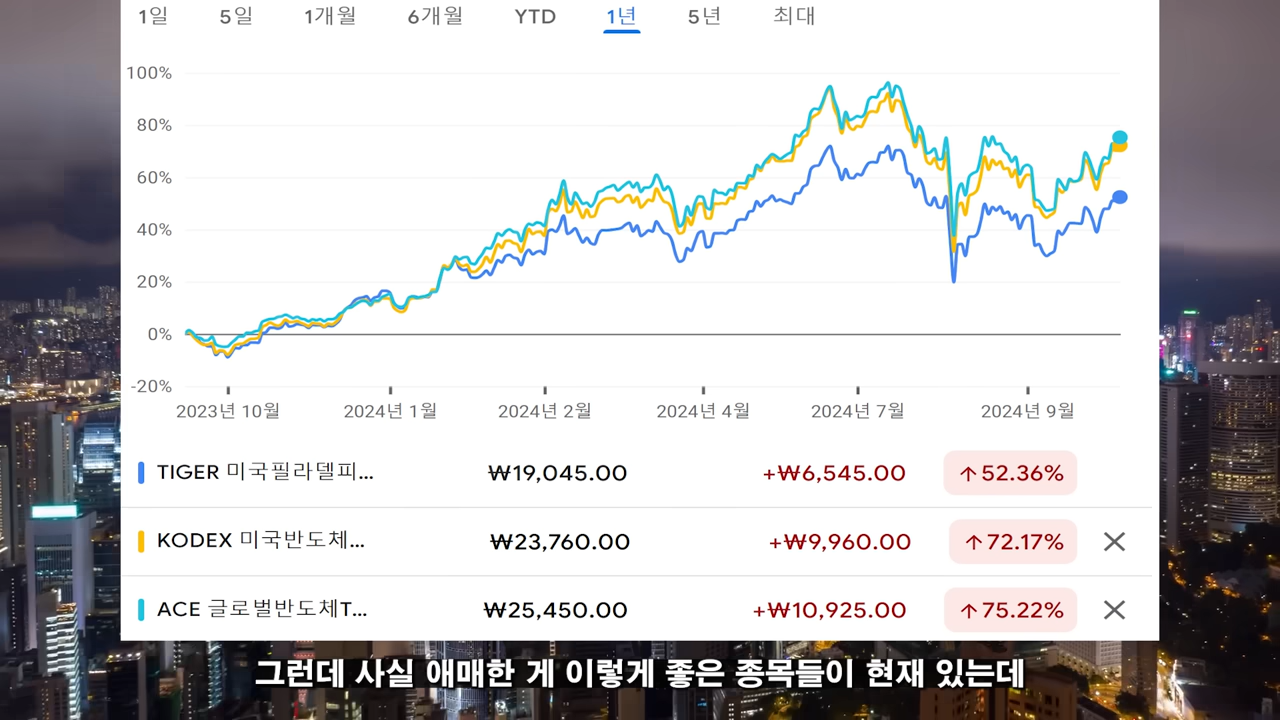 1일 5일 1개월 6개월 YTD 1년 5년 최대
100%
80%
60%
40%
20%
0%
-20%
2023년 10월 2024년 1월 2024년 2월 2024년 4월 2024년 7월 2024년 9월
TIGER 미국필라델피... ₩19,045.00 +₩6,545.00 ↑52.36%
KODEX 미국반도체... ₩23,760.00 +₩9,960.00 ↑72.17% ×
ACE 글로벌반도체T... ₩25,450.00 +₩10,925.00 ↑75.22% ×
그런데 사실 애매한 게 이렇게 좋은 종목들이 현재 있는데